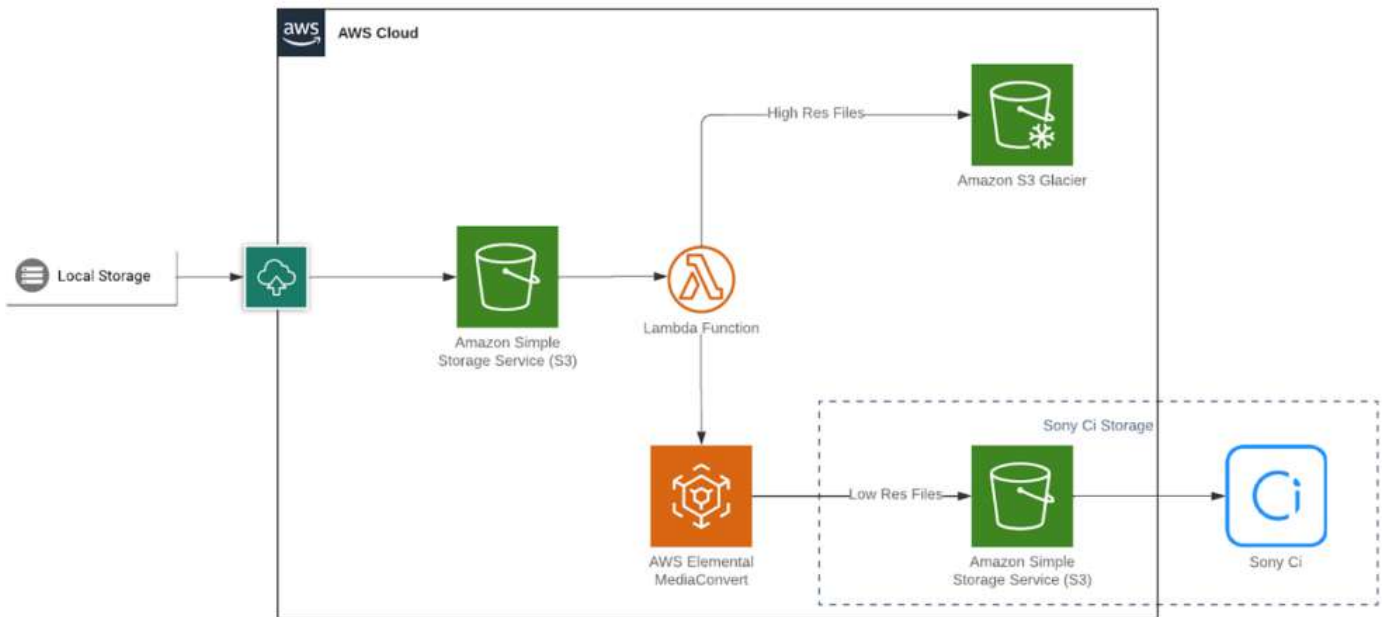 aws
AWS Cloud
High Res Files
Amazon S3 Glacier
Local Storage
Amazon Simple
Storage Service (S3)
Lambda Function
Sony Ci Storage
Low Res Files
Ci
AWS Elemental
MediaConvert
Amazon Simple
Storage Service (S3)
Sony Ci